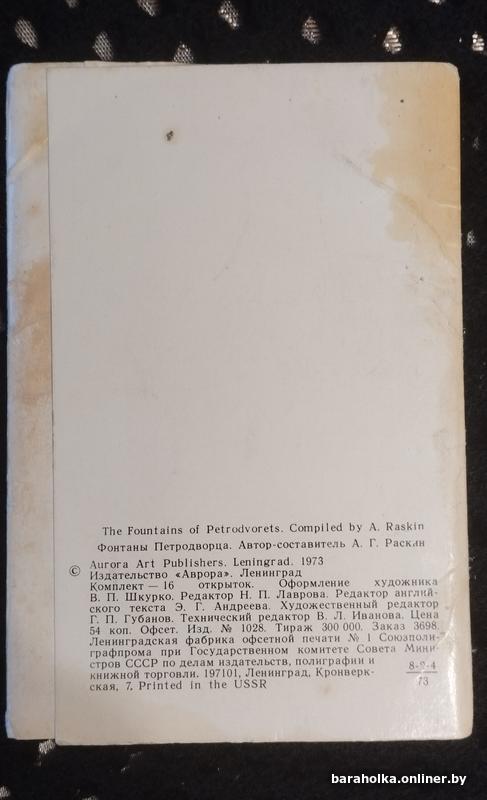 The Fountains of Petrodvorets. Compiled by A. Raskin
Фонтаны Петродворца. Автор-составитель А. Г. Раскин
© Aurora Art Publishers. Leningrad. 1973
Издательство «Аврора». Ленинград
Комплект — 16 открыток. Оформление художника
В. П. Шкурко. Редактор Н. П. Лаврова. Редактор англий-
ского текста Э. Г. Андреева. Художественный редактор
Г. П. Губанов. Технический редактор В. Л. Иванова. Цена
54 коп. Офсет. Изд. № 1028. Тираж 300 000. Заказ 3698.
Ленинградская фабрика офсетной печати № 1 Союзполи-
графпрома при Государственном комитете Совета Мини-
стров СССР по делам издательств, полиграфии и
книжной торговли. 197101, Ленинград, Кронверк-
ская, 7. Printed in the USSR
8-2-4
73
baraholka.onliner.by